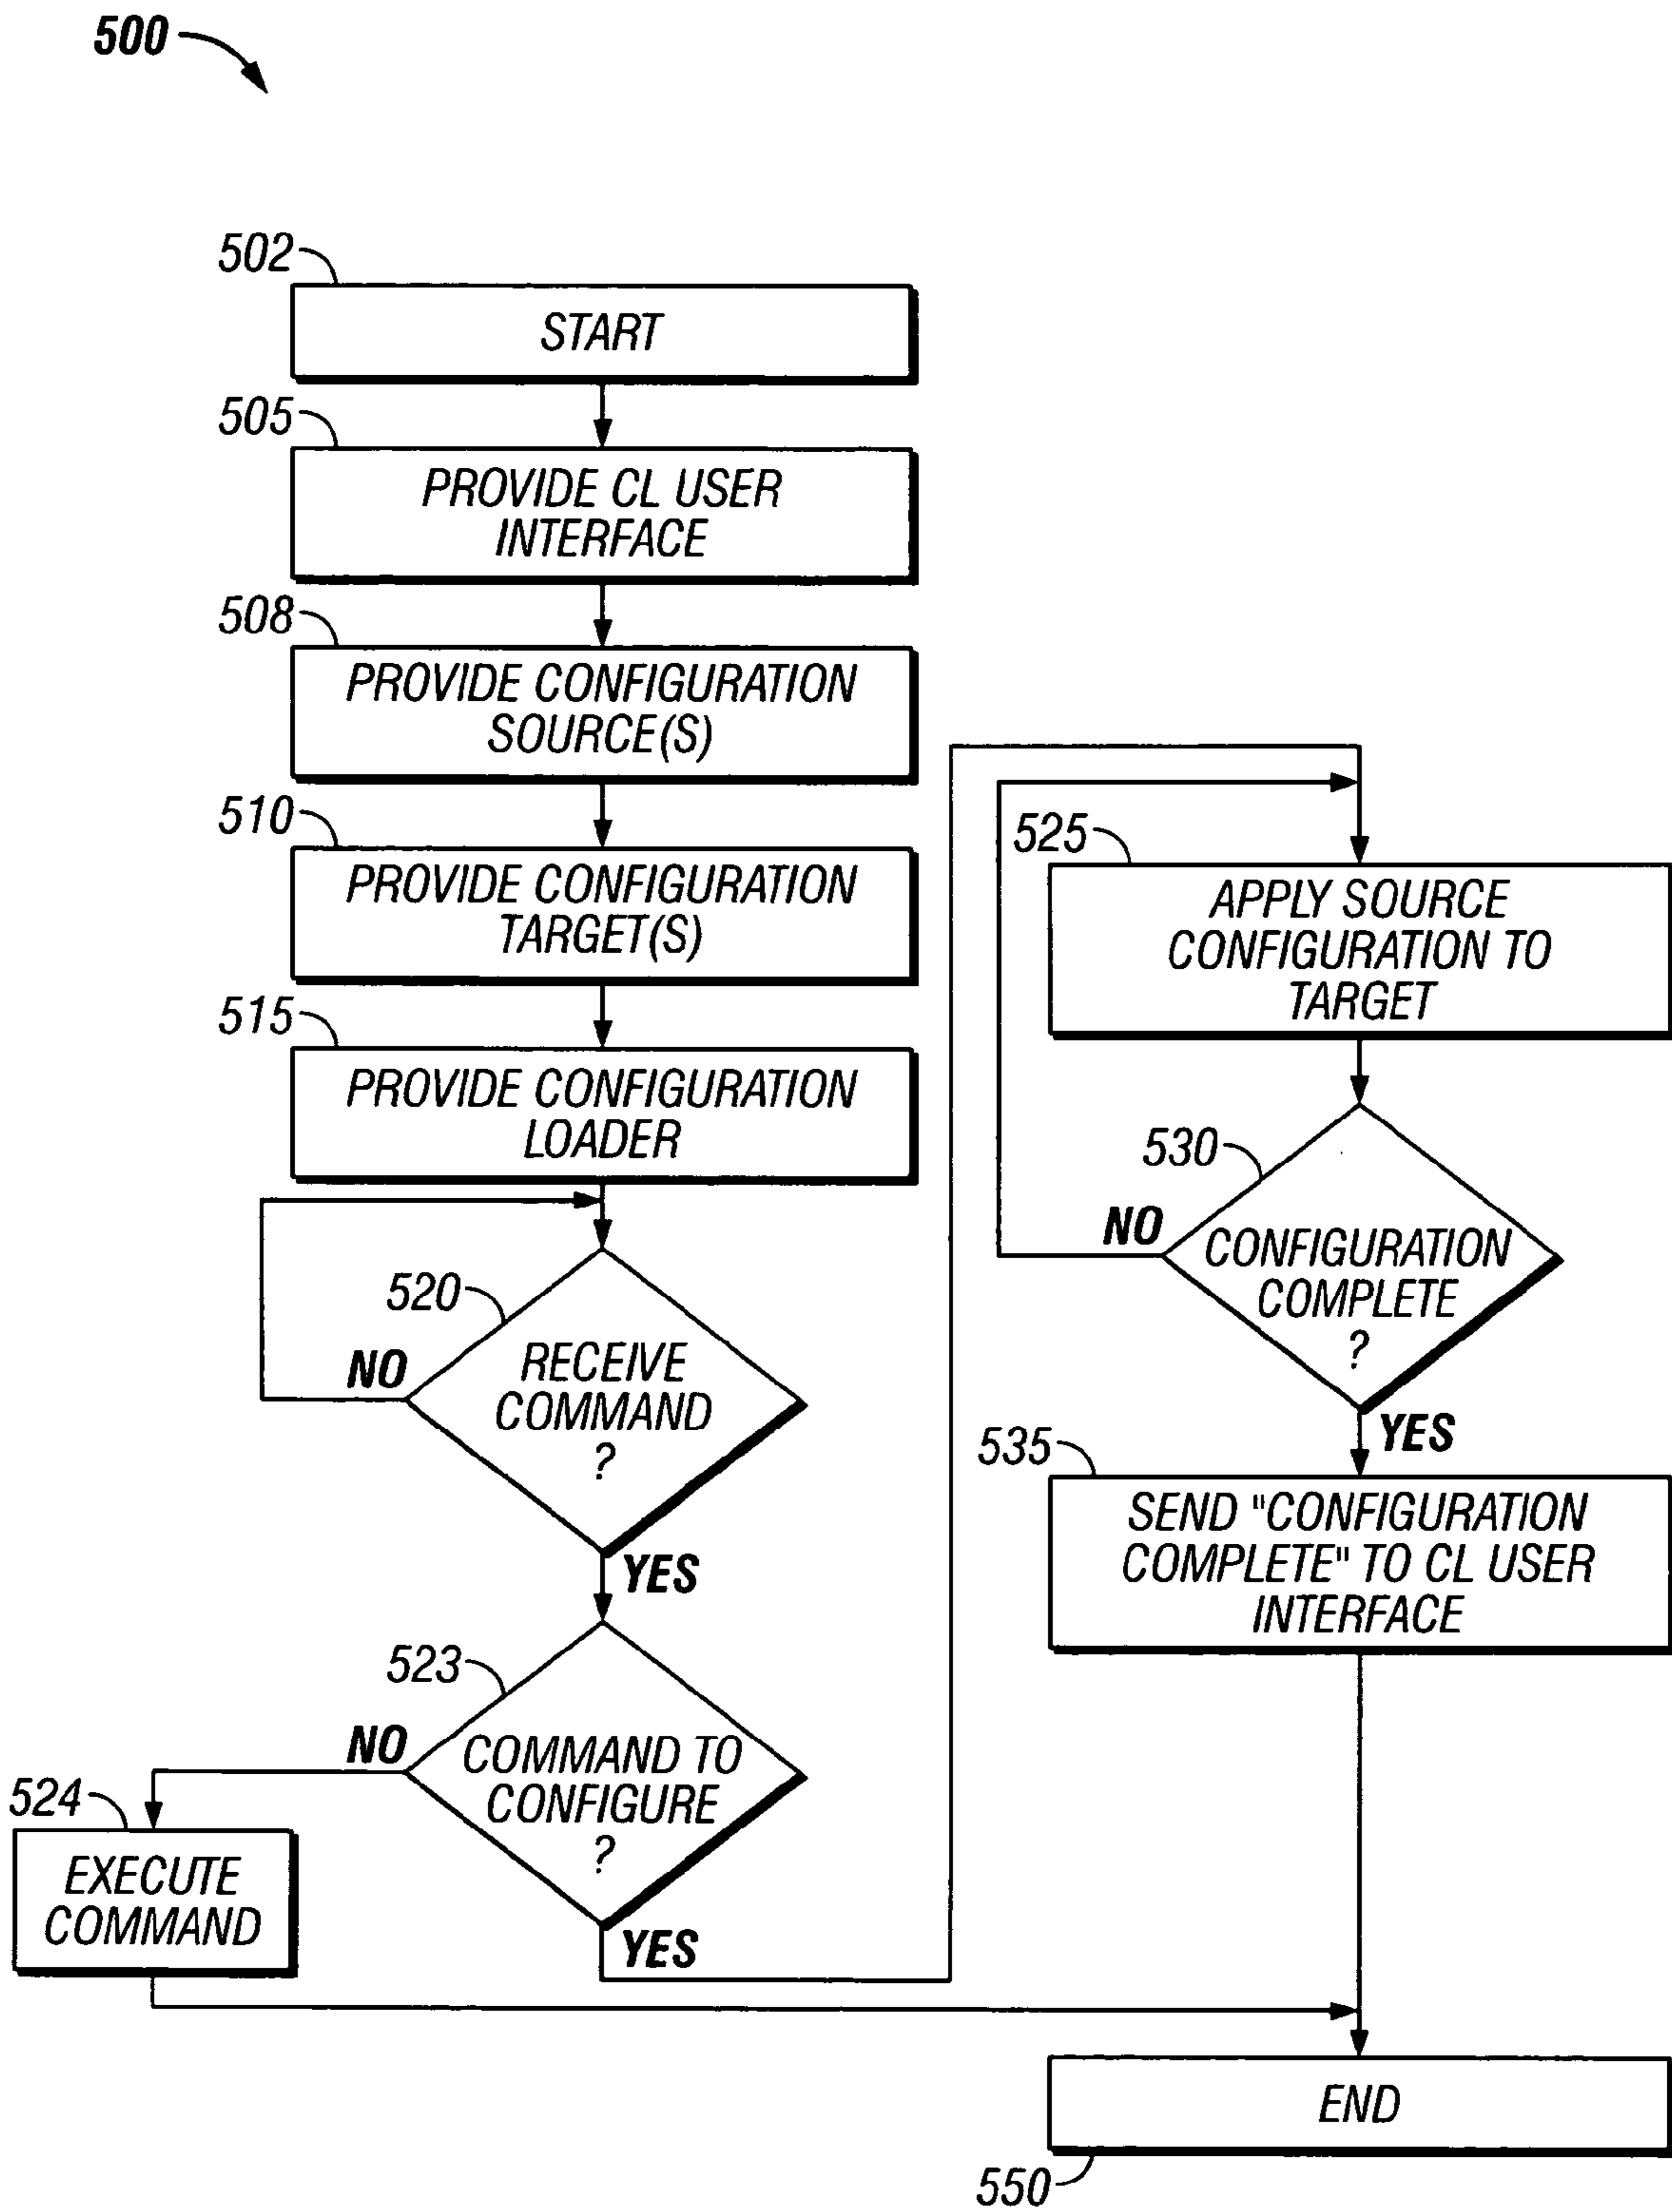 500
502
START
505
PROVIDE CL USER
INTERFACE
508
PROVIDE CONFIGURATION
SOURCE(S)
510
PROVIDE CONFIGURATION
TARGET(S)
515
PROVIDE CONFIGURATION
LOADER
520
NO
RECEIVE
COMMAND
?
YES
523
NO
COMMAND TO
CONFIGURE
?
YES
524
EXECUTE
COMMAND
525
APPLY SOURCE
CONFIGURATION TO
TARGET
530
NO
CONFIGURATION
COMPLETE
?
YES
535
SEND "CONFIGURATION
COMPLETE" TO CL USER
INTERFACE
END
550